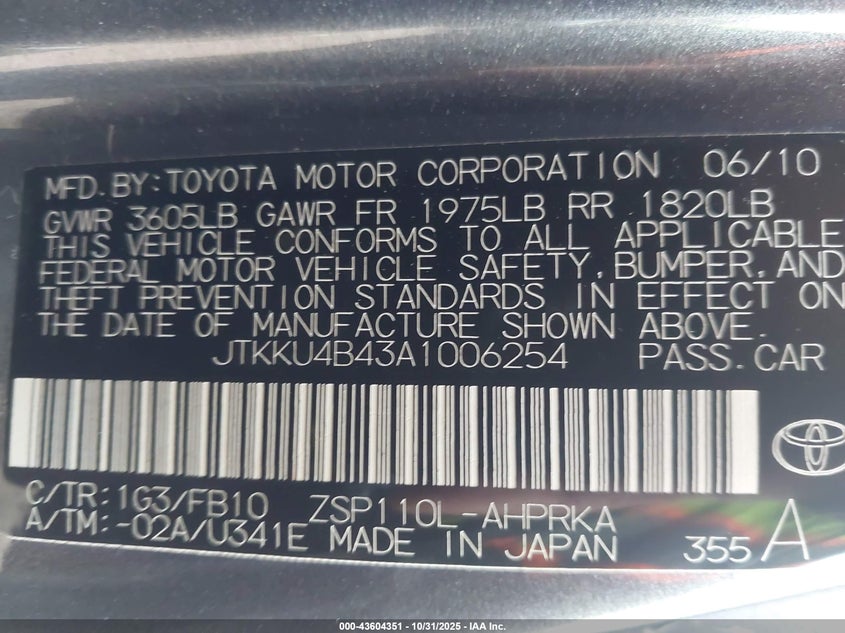 MFD.BY:TOYOTA MOTOR CORPORATION 06/10
GVWR 3605LB GAWR FR 1975LB RR 1820LB
THIS VEHICLE CONFORMS TO ALL APPLICABLE
FEDERAL MOTOR VEHICLE SAFETY,BUMPER,AND
THEFT PREVENTION STANDARDS IN EFFECT ON
THE DATE OF MANUFACTURE SHOWN ABOVE.
JTKKU4B43A1006254 PASS.CAR
C/TR:1G3/FB10 ZSP110L-AHPRKA
A/TM:-02A/U341E MADE IN JAPAN 355A
000-43604351 - 10/31/2025 - IAA Inc.